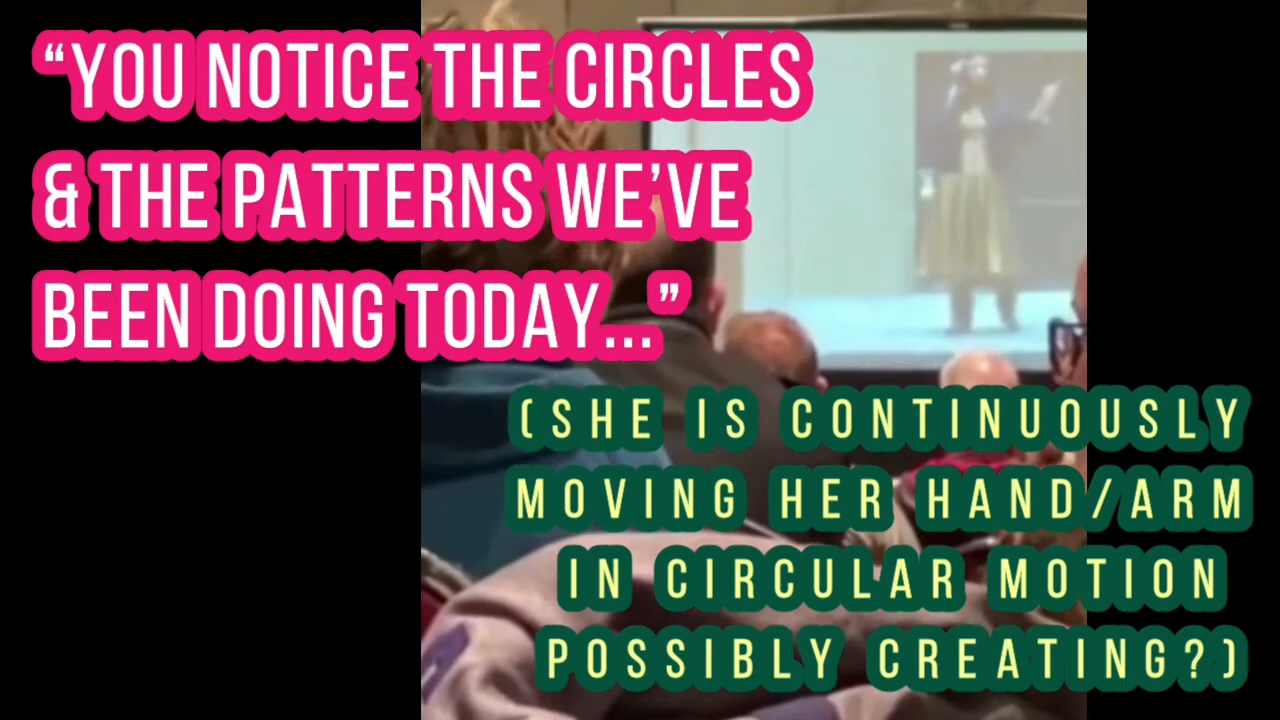 “YOU NOTICE THE CIRCLES
& THE PATTERNS WE’VE
BEEN DOING TODAY...”
(SHE IS CONTINUOUSLY
MOVING HER HAND/ARM
IN CIRCULAR MOTION
POSSIBLY CREATING?)